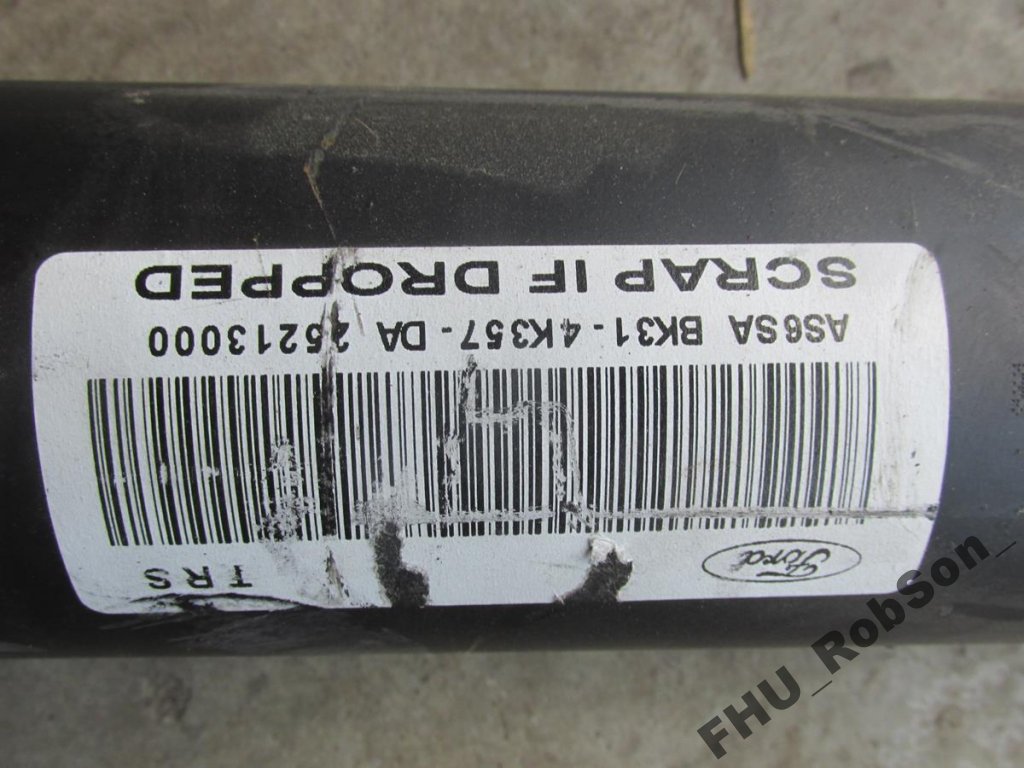 Ford
TRS
AS6SA BK31-4K357-DA 25213000
SCRAP IF DROPPED
FHU_RobSon_